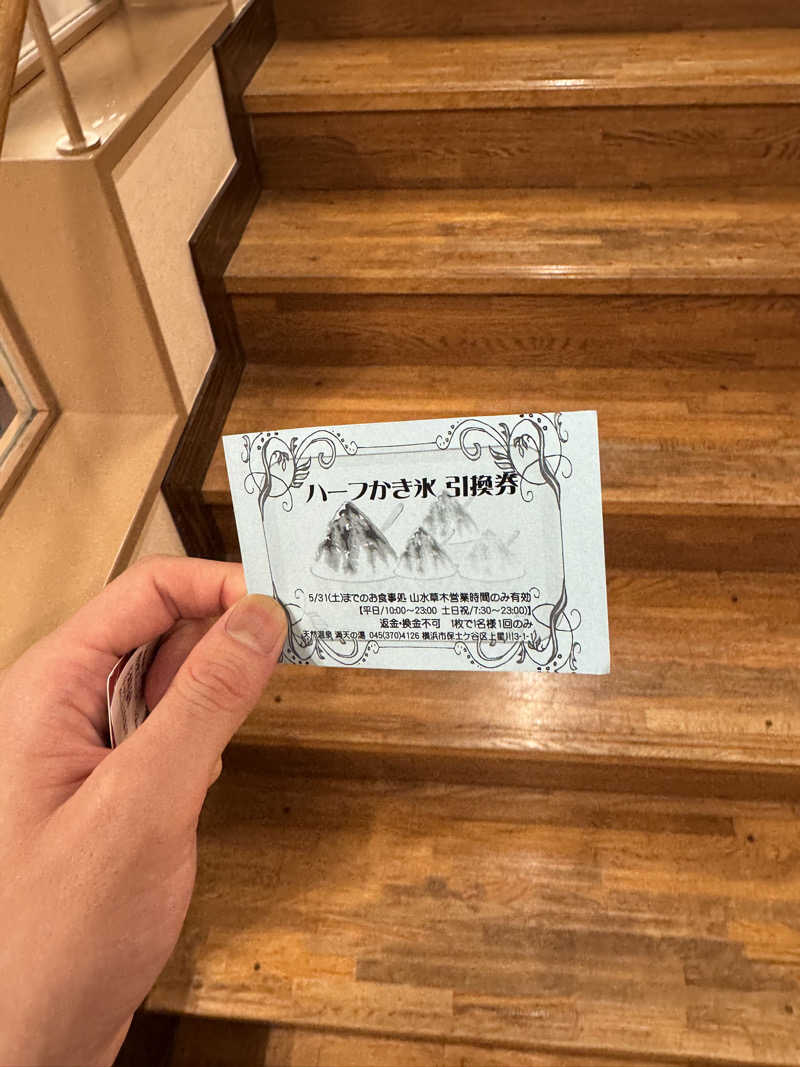 ハーフかき氷 引換券
5/31(土)までのお食事処 山水草木営業時間のみ有効
【平日/10:00～23:00 土日祝/7:30～23:00)】
返金・換金不可 1枚で1名様1回のみ
天然温泉 満天の湯 045(370)4126 横浜市保土ケ谷区上星川3-1-1